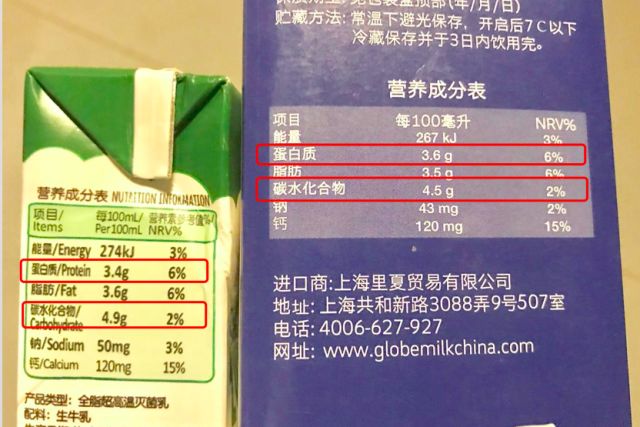 营养成分表 NUTRITION INFORMATION
项目/Items 每100mL/Per100mL 营养素参考值%/NRV%
能量/Energy 274kJ 3%
蛋白质/Protein 3.4g 6%
脂肪/Fat 3.6g 6%
碳水化合物/Carbohydrate 4.9g 2%
钠/Sodium 50mg 3%
钙/Calcium 120mg 15%
产品类型: 全脂超高温灭菌乳
配料: 生牛乳
(年/月/日)
贮藏方法: 常温下避光保存, 开启后7℃以下
冷藏保存并于3日内饮用完。
营养成分表
项目 每100毫升 NRV%
能量 267 kJ 3%
蛋白质 3.6 g 6%
脂肪 3.5 g 6%
碳水化合物 4.5 g 2%
钠 43 mg 2%
钙 120 mg 15%
进口商:上海里夏贸易有限公司
地址: 上海共和新路3088弄9号507室
电话: 4006-627-927
网址: www.globemilkchina.com